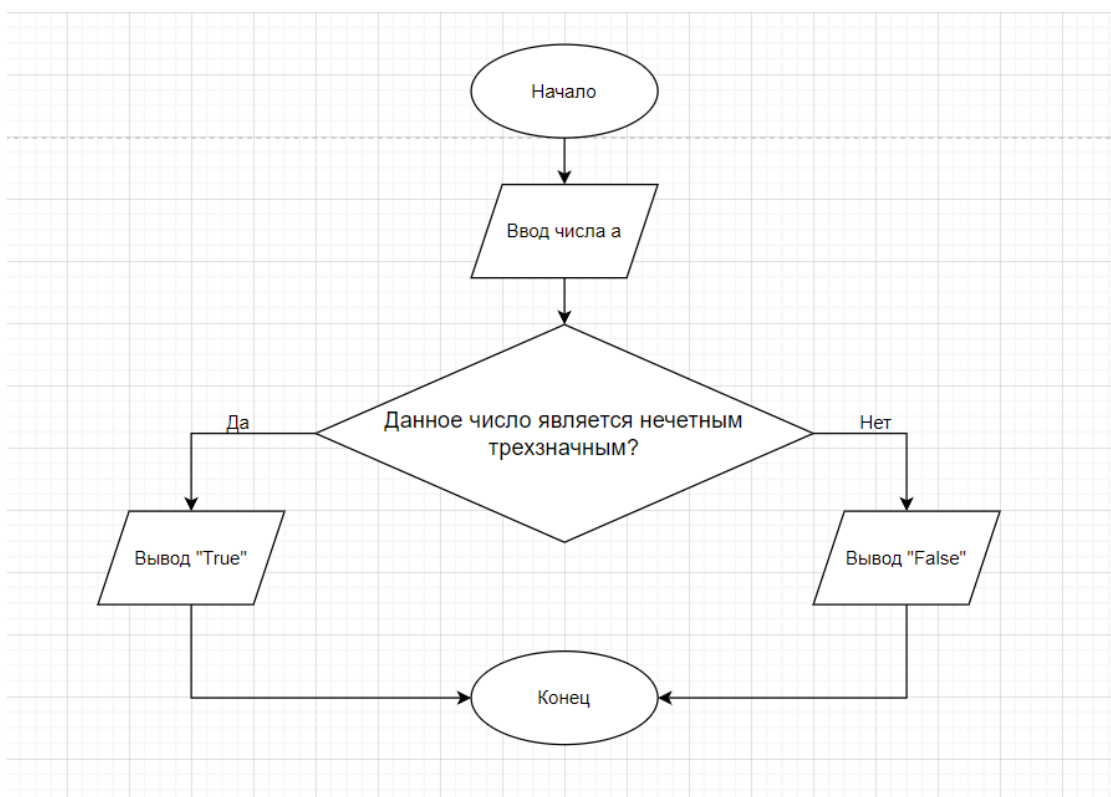 Начало
Ввод числа а
Данное число является нечетным
трехзначным?
Да
Нет
Вывод "True"
Вывод "False"
Конец